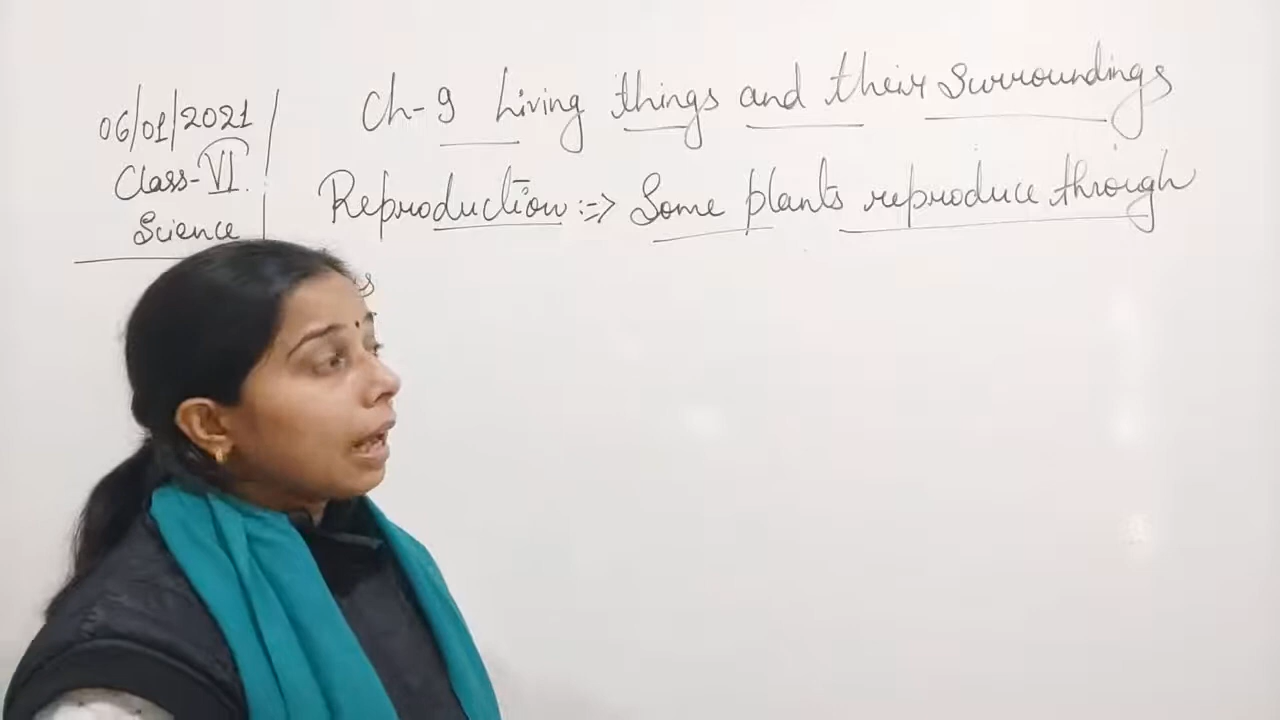 06/01/2021
Class-VI.
Science
Ch-9 Living things and their surroundings
Reproduction :=> Some plants reproduce through